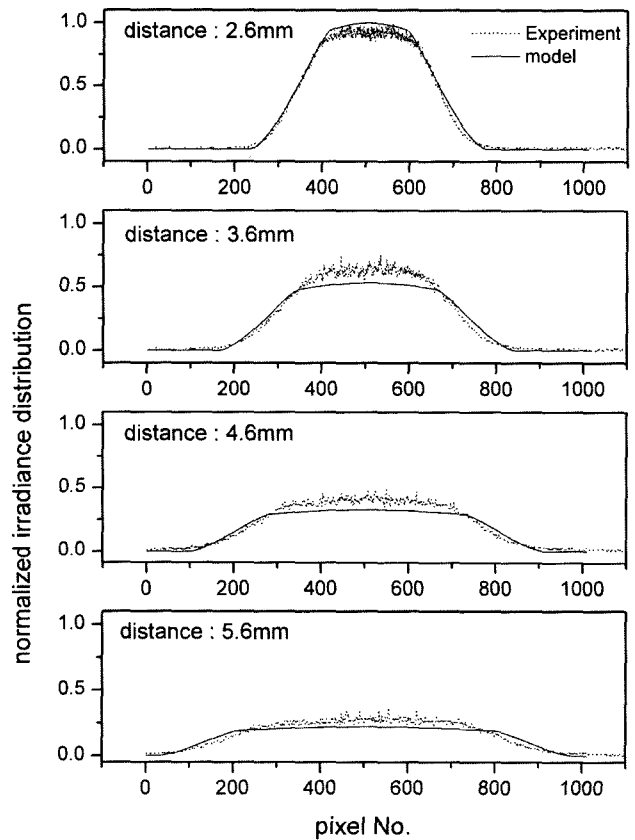 normalized irradiance distribution
distance : 2.6mm
Experiment
model
1.0
0.5
0.0
0 200 400 600 800 1000
distance : 3.6mm
1.0
0.5
0.0
0 200 400 600 800 1000
distance : 4.6mm
1.0
0.5
0.0
0 200 400 600 800 1000
distance : 5.6mm
1.0
0.5
0.0
0 200 400 600 800 1000
pixel No.